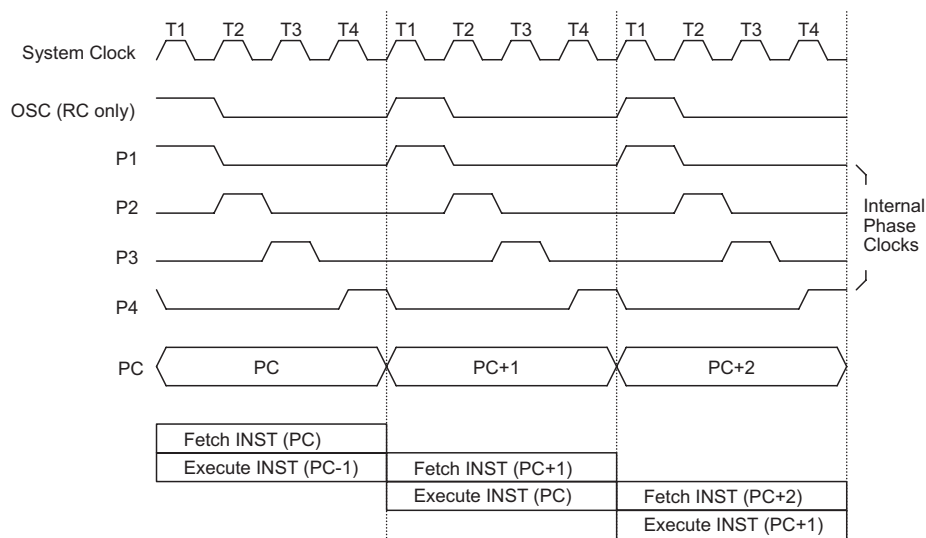 T1 T2 T3 T4 T1 T2 T3 T4 T1 T2 T3 T4
System Clock
OSC (RC only)
P1
P2
P3
P4
Internal
Phase
Clocks
PC PC PC+1 PC+2
Fetch INST (PC)
Execute INST (PC-1) Fetch INST (PC+1)
Execute INST (PC) Fetch INST (PC+2)
Execute INST (PC+1)